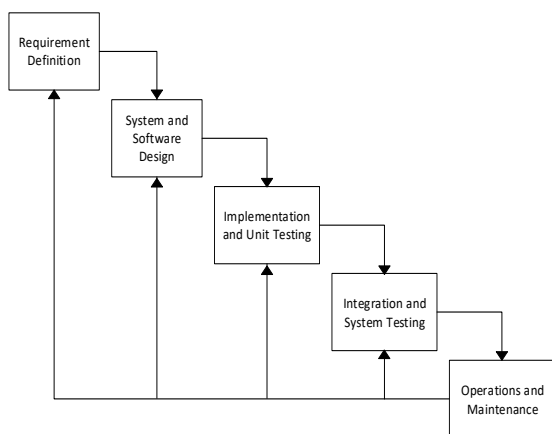 Requirement
Definition
System and
Software
Design
Implementation
and Unit Testing
Integration and
System Testing
Operations and
Maintenance